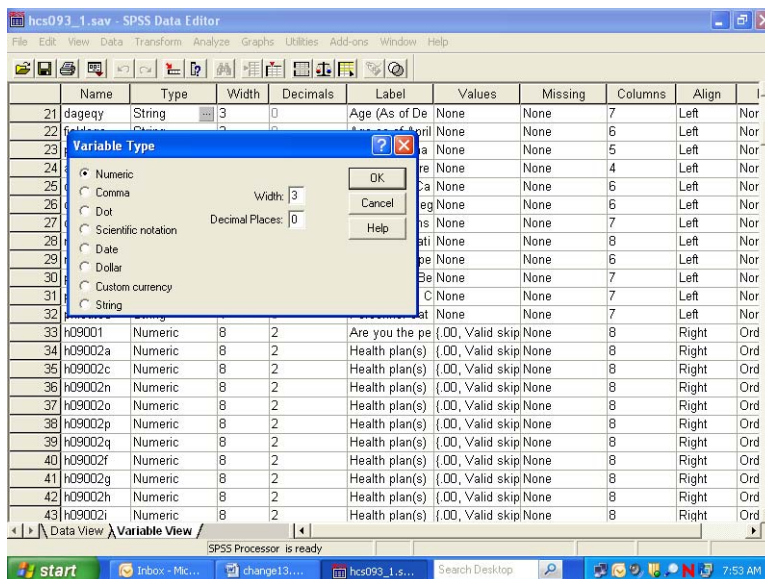 hcs093_1.sav - SPSS Data Editor
File Edit View Data Transform Analyze Graphs Utilities Add-ons Window Help
Name Type Width Decimals Label Values Missing Columns Align
21 dageqy String ... 3 0 Age (As of De None None 7 Left Nor
22 None None 6 Left Nor
23 None None 5 Left Nor
24 None None 4 Left Nor
25 None None 6 Left Nor
26 None None 6 Left Nor
27 None None 7 Left Nor
28 None None 8 Left Nor
29 None None 6 Left Nor
30 None None 7 Left Nor
31 None None 7 Left Nor
32 None None 7 Left Nor
Variable Type
Numeric
Comma
Dot
Scientific notation
Date
Dollar
Custom currency
String
Width: 3
Decimal Places: 0
OK
Cancel
Help
33 h09001 Numeric 8 2 Are you the pe {.00, Valid skip None 8 Right Ord
34 h09002a Numeric 8 2 Health plan(s) {.00, Valid skip None 8 Right Ord
35 h09002c Numeric 8 2 Health plan(s) {.00, Valid skip None 8 Right Ord
36 h09002n Numeric 8 2 Health plan(s) {.00, Valid skip None 8 Right Ord
37 h09002o Numeric 8 2 Health plan(s) {.00, Valid skip None 8 Right Ord
38 h09002p Numeric 8 2 Health plan(s) {.00, Valid skip None 8 Right Ord
39 h09002q Numeric 8 2 Health plan(s) {.00, Valid skip None 8 Right Ord
40 h09002f Numeric 8 2 Health plan(s) {.00, Valid skip None 8 Right Ord
41 h09002g Numeric 8 2 Health plan(s) {.00, Valid skip None 8 Right Ord
42 h09002h Numeric 8 2 Health plan(s) {.00, Valid skip None 8 Right Ord
43 h09002i Numeric 8 2 Health plan(s) {.00, Valid skip None 8 Right Ord
Data View Variable View
SPSS Processor is ready
start Inbox - Mic... change13.... hcs093_1.s... Search Desktop 7:53 AM